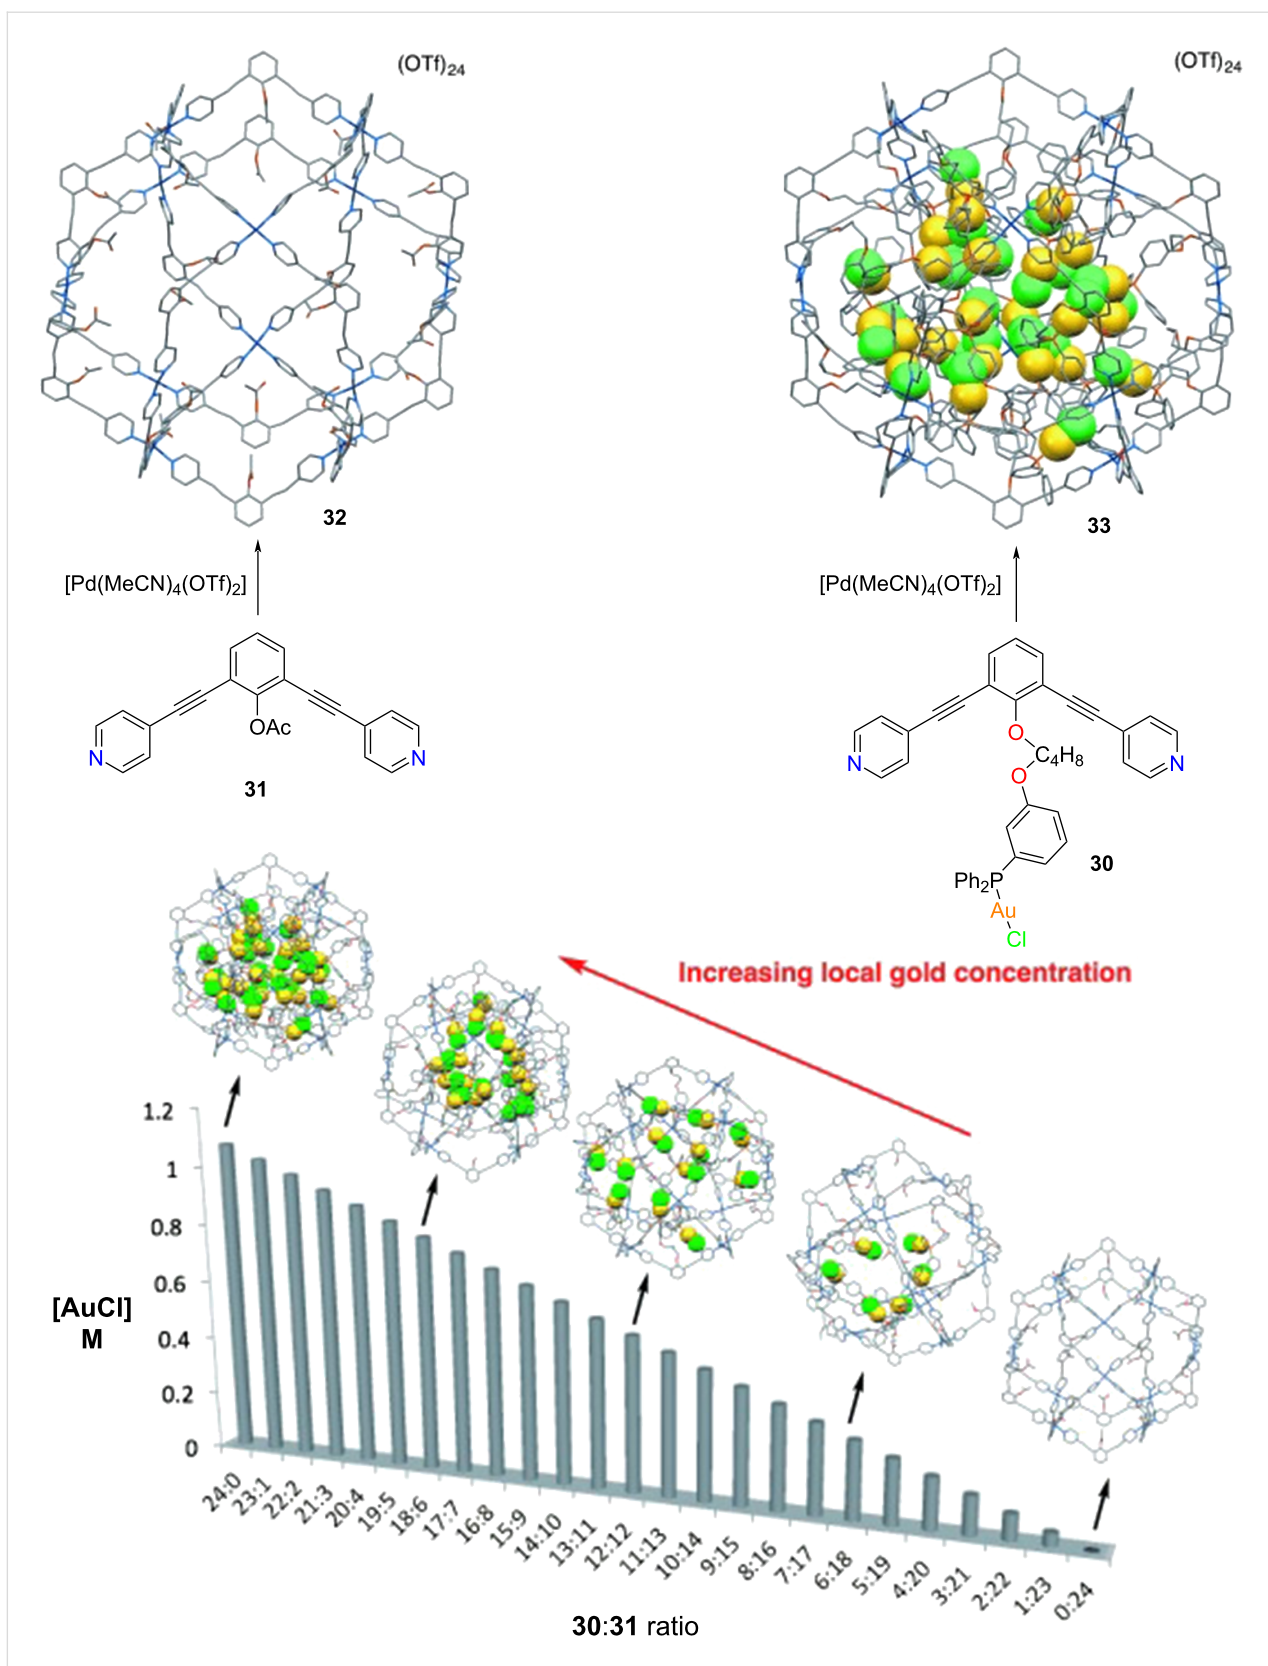 (OTf)24
(OTf)24
32
33
[Pd(MeCN)4(OTf)2]
[Pd(MeCN)4(OTf)2]
OAc
N
N
31
O
C4H8
O
N
N
30
Ph2P
Au
Cl
Increasing local gold concentration
1.2
1
0.8
0.6
0.4
0.2
0
[AuCl]
M
24:0
23:1
22:2
21:3
20:4
19:5
18:6
17:7
16:8
15:9
14:10
13:11
12:12
11:13
10:14
9:15
8:16
7:17
6:18
5:19
4:20
3:21
2:22
1:23
0:24
30:31 ratio